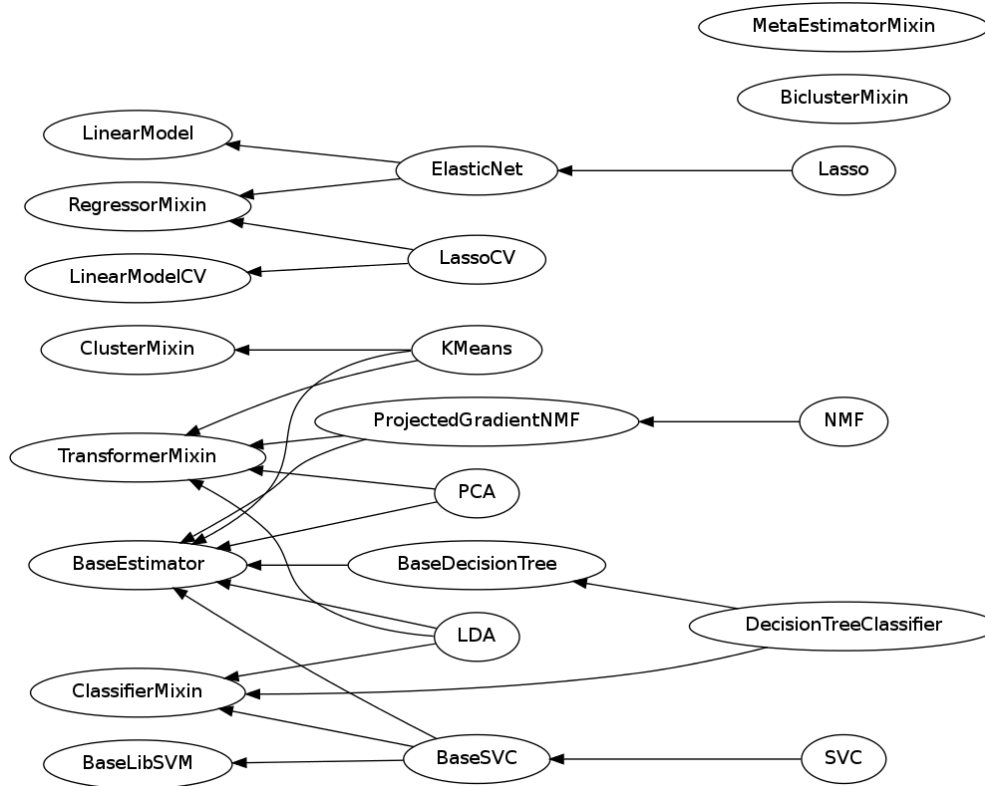 MetaEstimatorMixin
BiclusterMixin
LinearModel
ElasticNet
Lasso
RegressorMixin
LassoCV
LinearModelCV
ClusterMixin
KMeans
ProjectedGradientNMF
NMF
TransformerMixin
PCA
BaseEstimator
BaseDecisionTree
LDA
DecisionTreeClassifier
ClassifierMixin
BaseLibSVM
BaseSVC
SVC